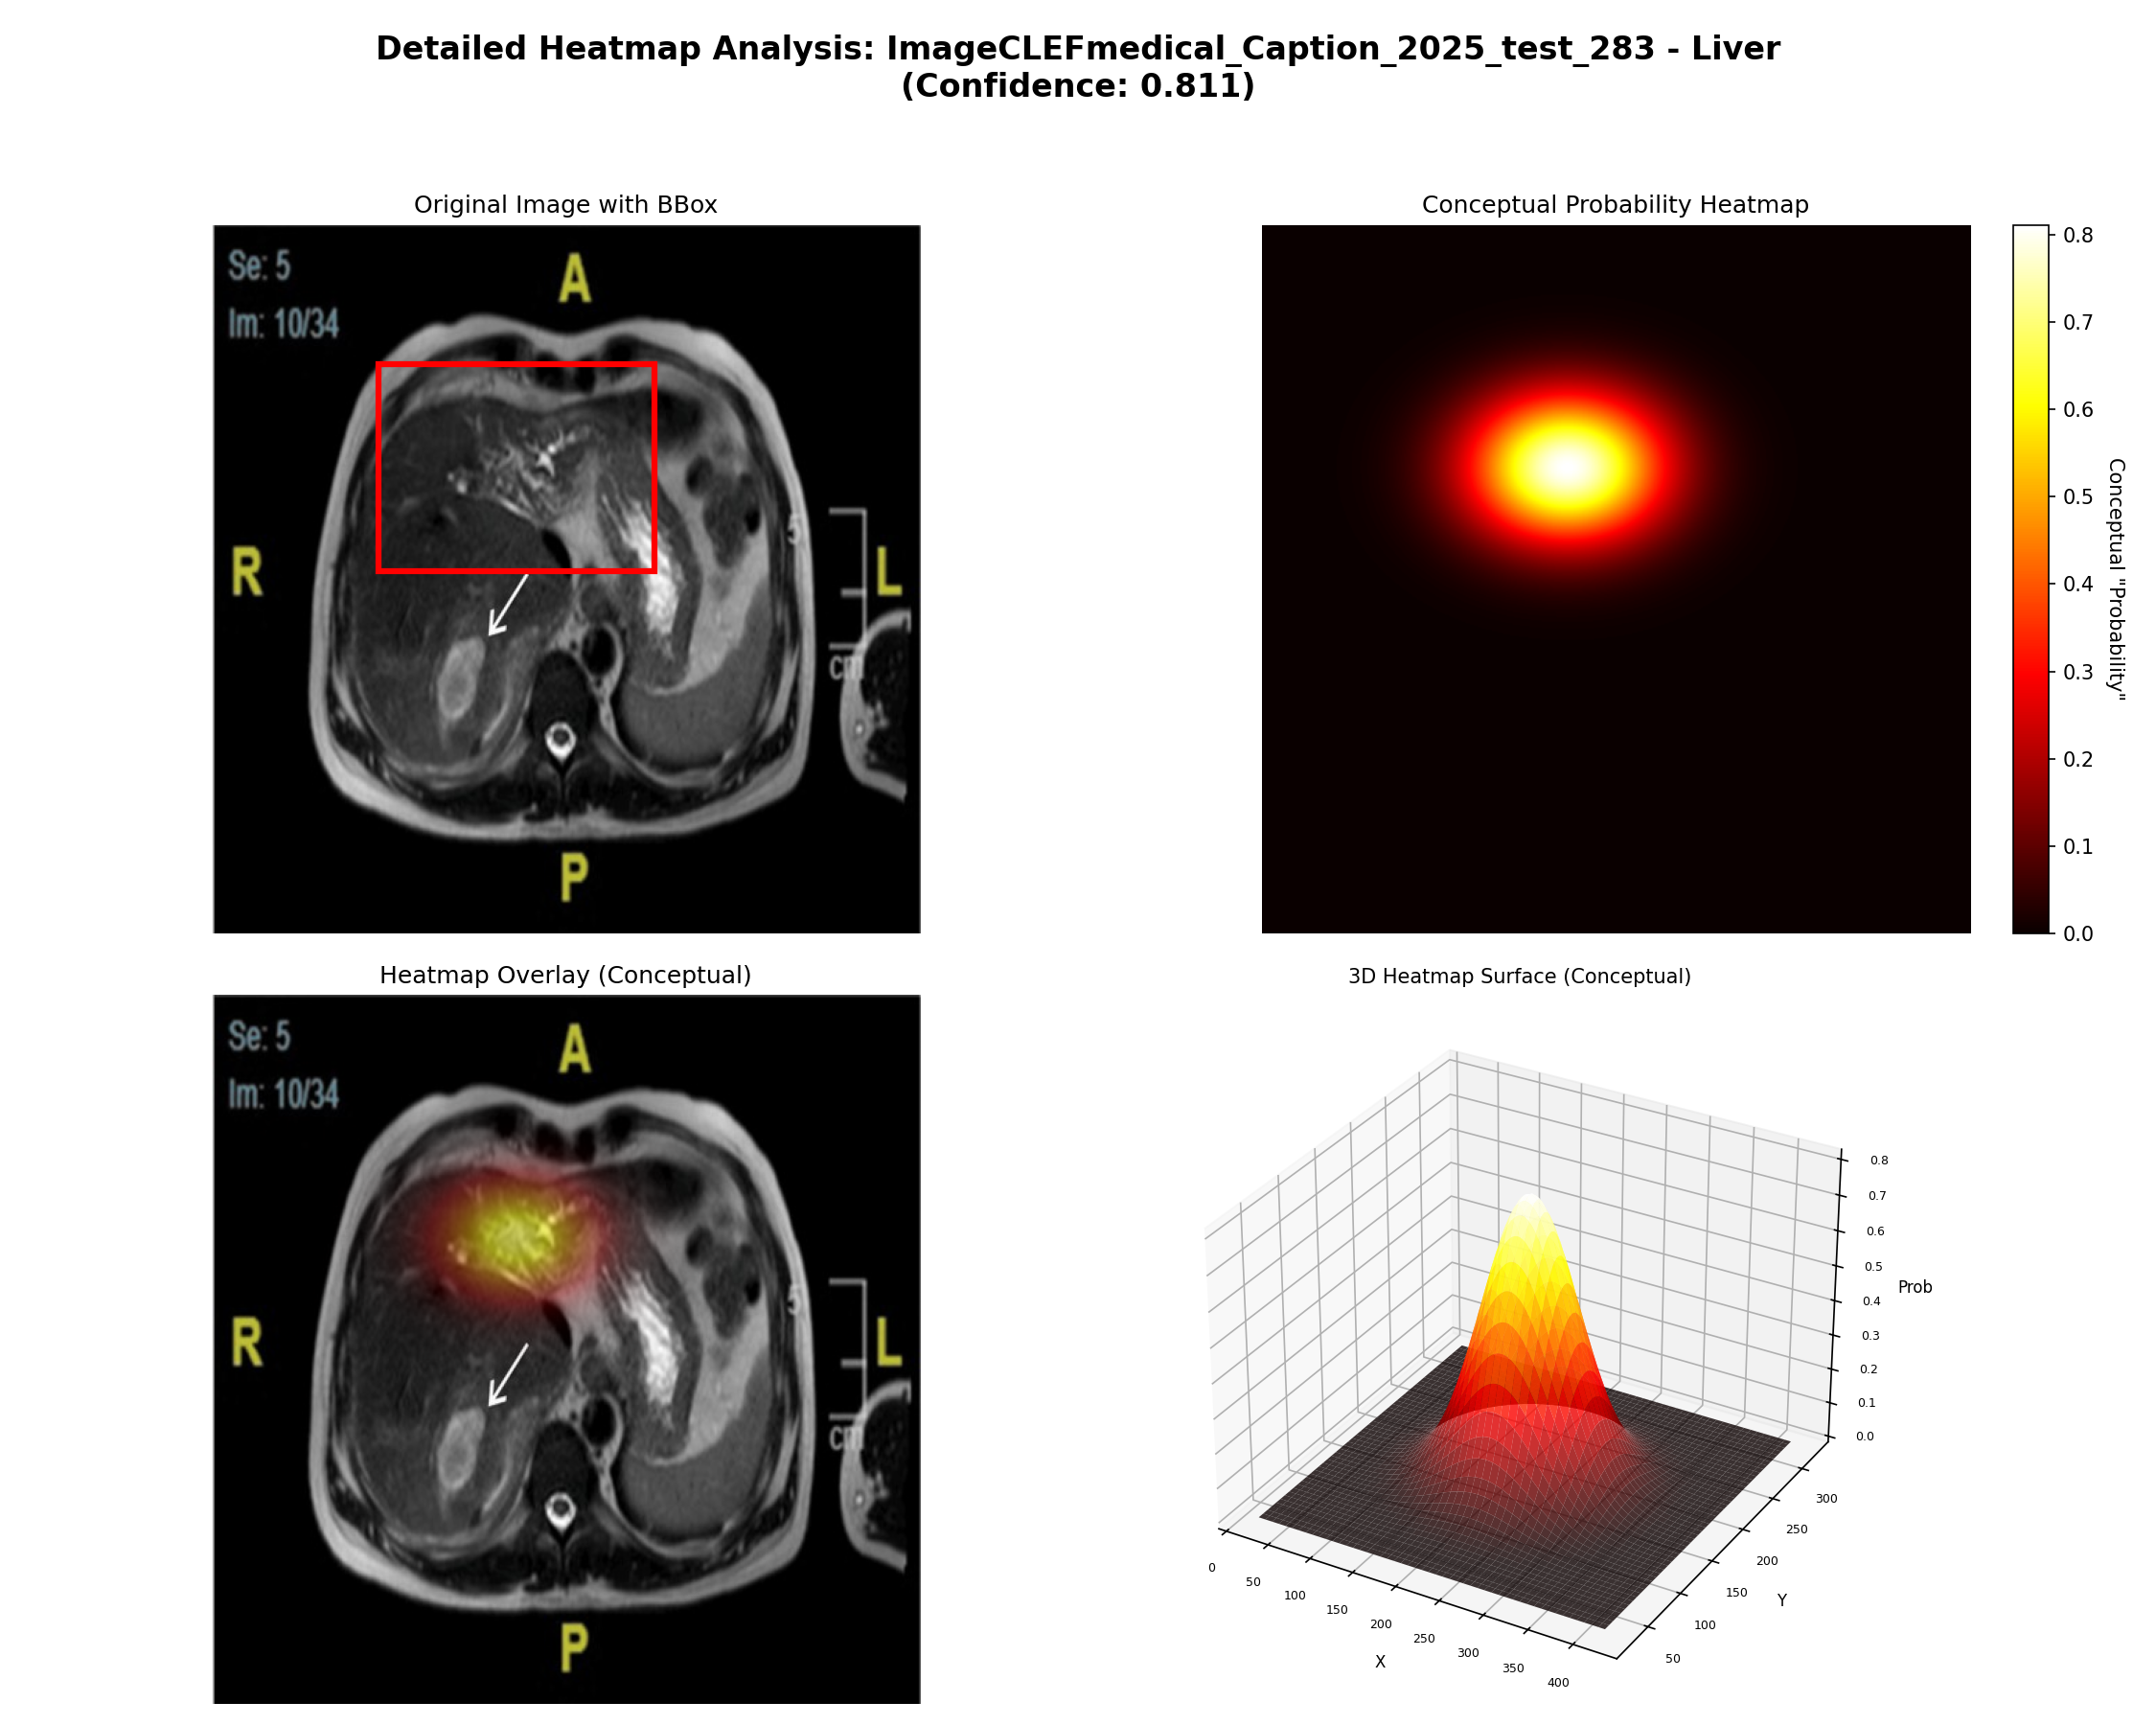 Detailed Heatmap Analysis: ImageCLEFmedical_Caption_2025_test_283 - Liver
(Confidence: 0.811)
Original Image with BBox
Se: 5
Im: 10/34
A
R
L
5
cm
P
Conceptual Probability Heatmap
0.8
0.7
0.6
0.5
0.4
0.3
0.2
0.1
0.0
Conceptual "Probability"
Heatmap Overlay (Conceptual)
Se: 5
Im: 10/34
A
R
L
5
cm
P
3D Heatmap Surface (Conceptual)
0.8
0.7
0.6
0.5
0.4
0.3
0.2
0.1
0.0
Prob
0
50
100
150
200
250
300
350
400
X
50
100
150
200
250
300
Y